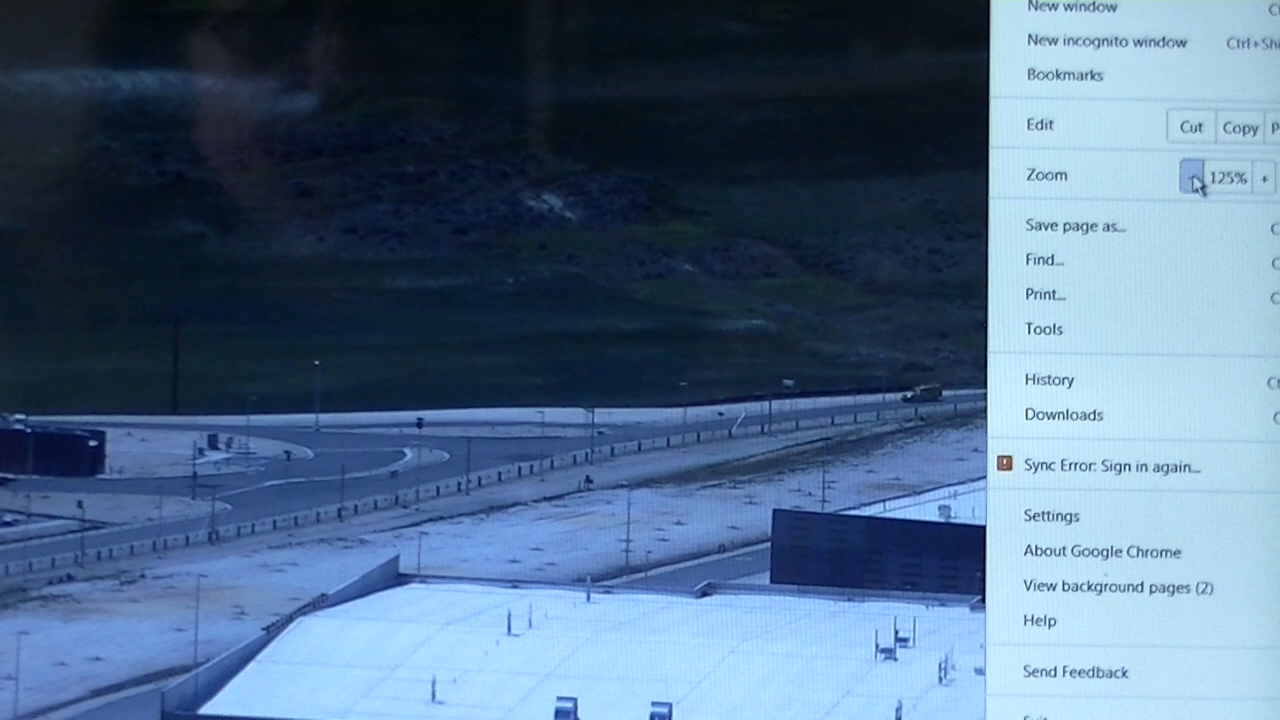 New window
New incognito window
Bookmarks
Edit Cut Copy
Zoom - 125% +
Save page as...
Find...
Print...
Tools
History
Downloads
Sync Error: Sign in again...
Settings
About Google Chrome
View background pages (2)
Help
Send Feedback